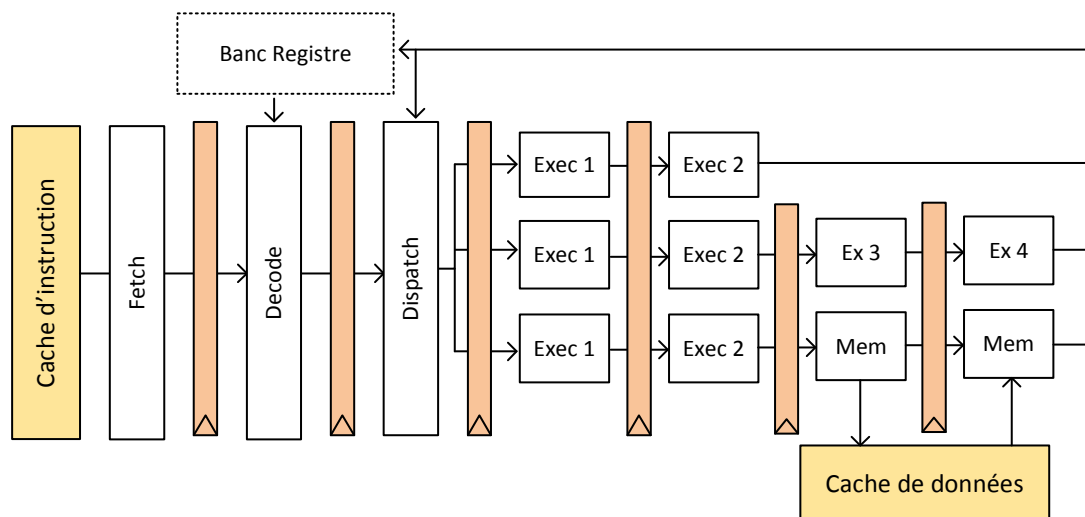 Banc Registre
Cache d'instruction
Fetch
Decode
Dispatch
Exec 1
Exec 2
Exec 1
Exec 2
Ex 3
Ex 4
Exec 1
Exec 2
Mem
Mem
Cache de données